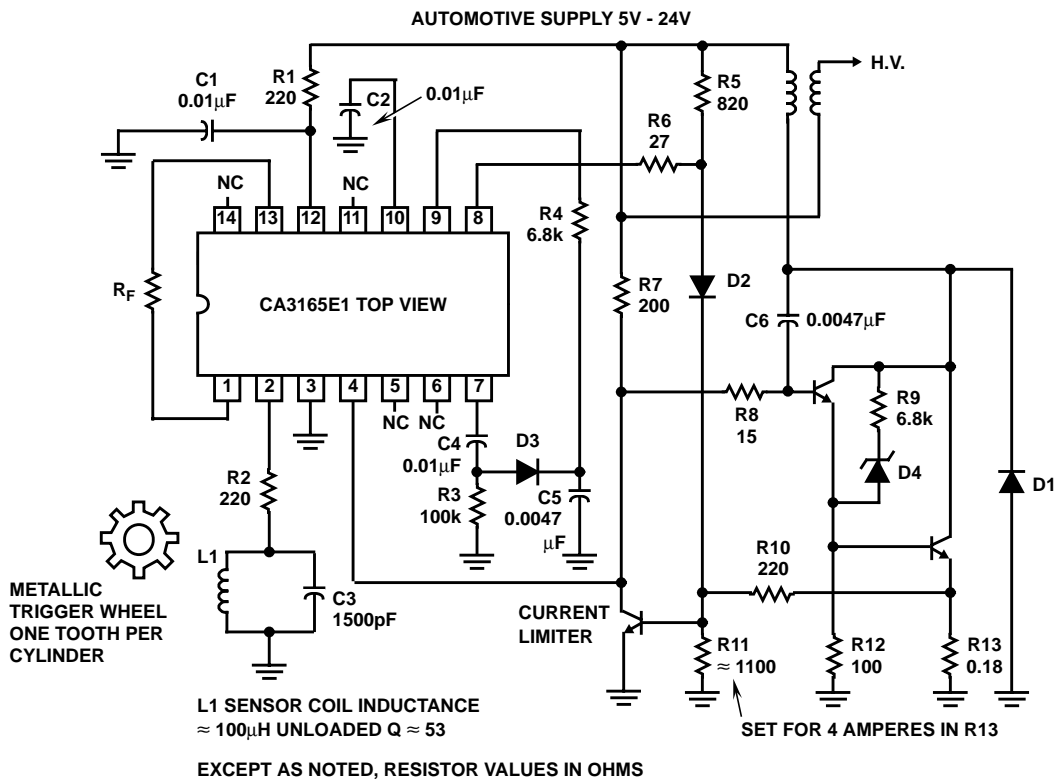 AUTOMOTIVE SUPPLY 5V - 24V
H.V.
C1
0.01μF
R1
220
C2
0.01μF
R5
820
R6
27
NC
NC
14
13
12
11
10
9
8
R4
6.8k
RF
CA3165E1 TOP VIEW
R7
200
D2
C6
0.0047μF
1
2
3
4
5
6
7
NC
NC
R8
15
R9
6.8k
D4
D1
C4
0.01μF
D3
R2
220
R3
100k
C5
0.0047
μF
R10
220
L1
C3
1500pF
METALLIC
TRIGGER WHEEL
ONE TOOTH PER
CYLINDER
CURRENT
LIMITER
R11
≈ 1100
R12
100
R13
0.18
L1 SENSOR COIL INDUCTANCE
≈ 100μH UNLOADED Q ≈ 53
SET FOR 4 AMPERES IN R13
EXCEPT AS NOTED, RESISTOR VALUES IN OHMS